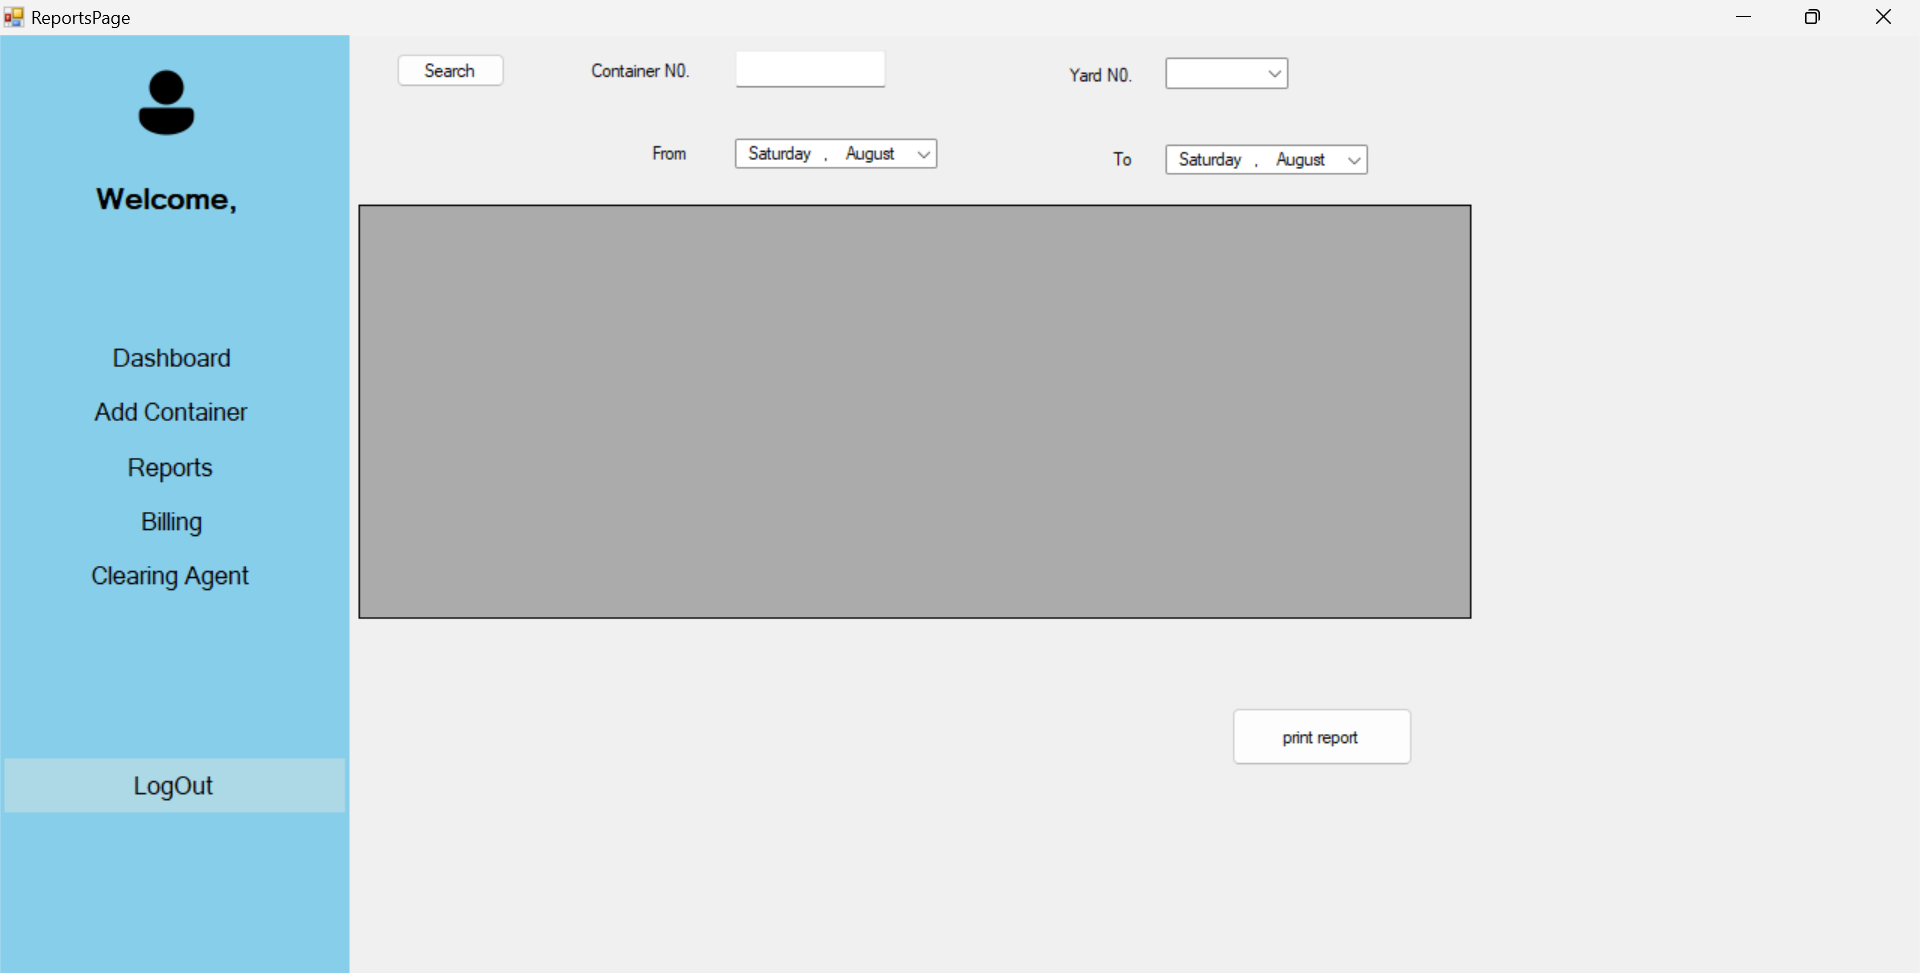 ReportsPage
Search
Container N0.
Yard N0.
From
Saturday , August
To
Saturday , August
Welcome,
Dashboard
Add Container
Reports
Billing
Clearing Agent
LogOut
print report